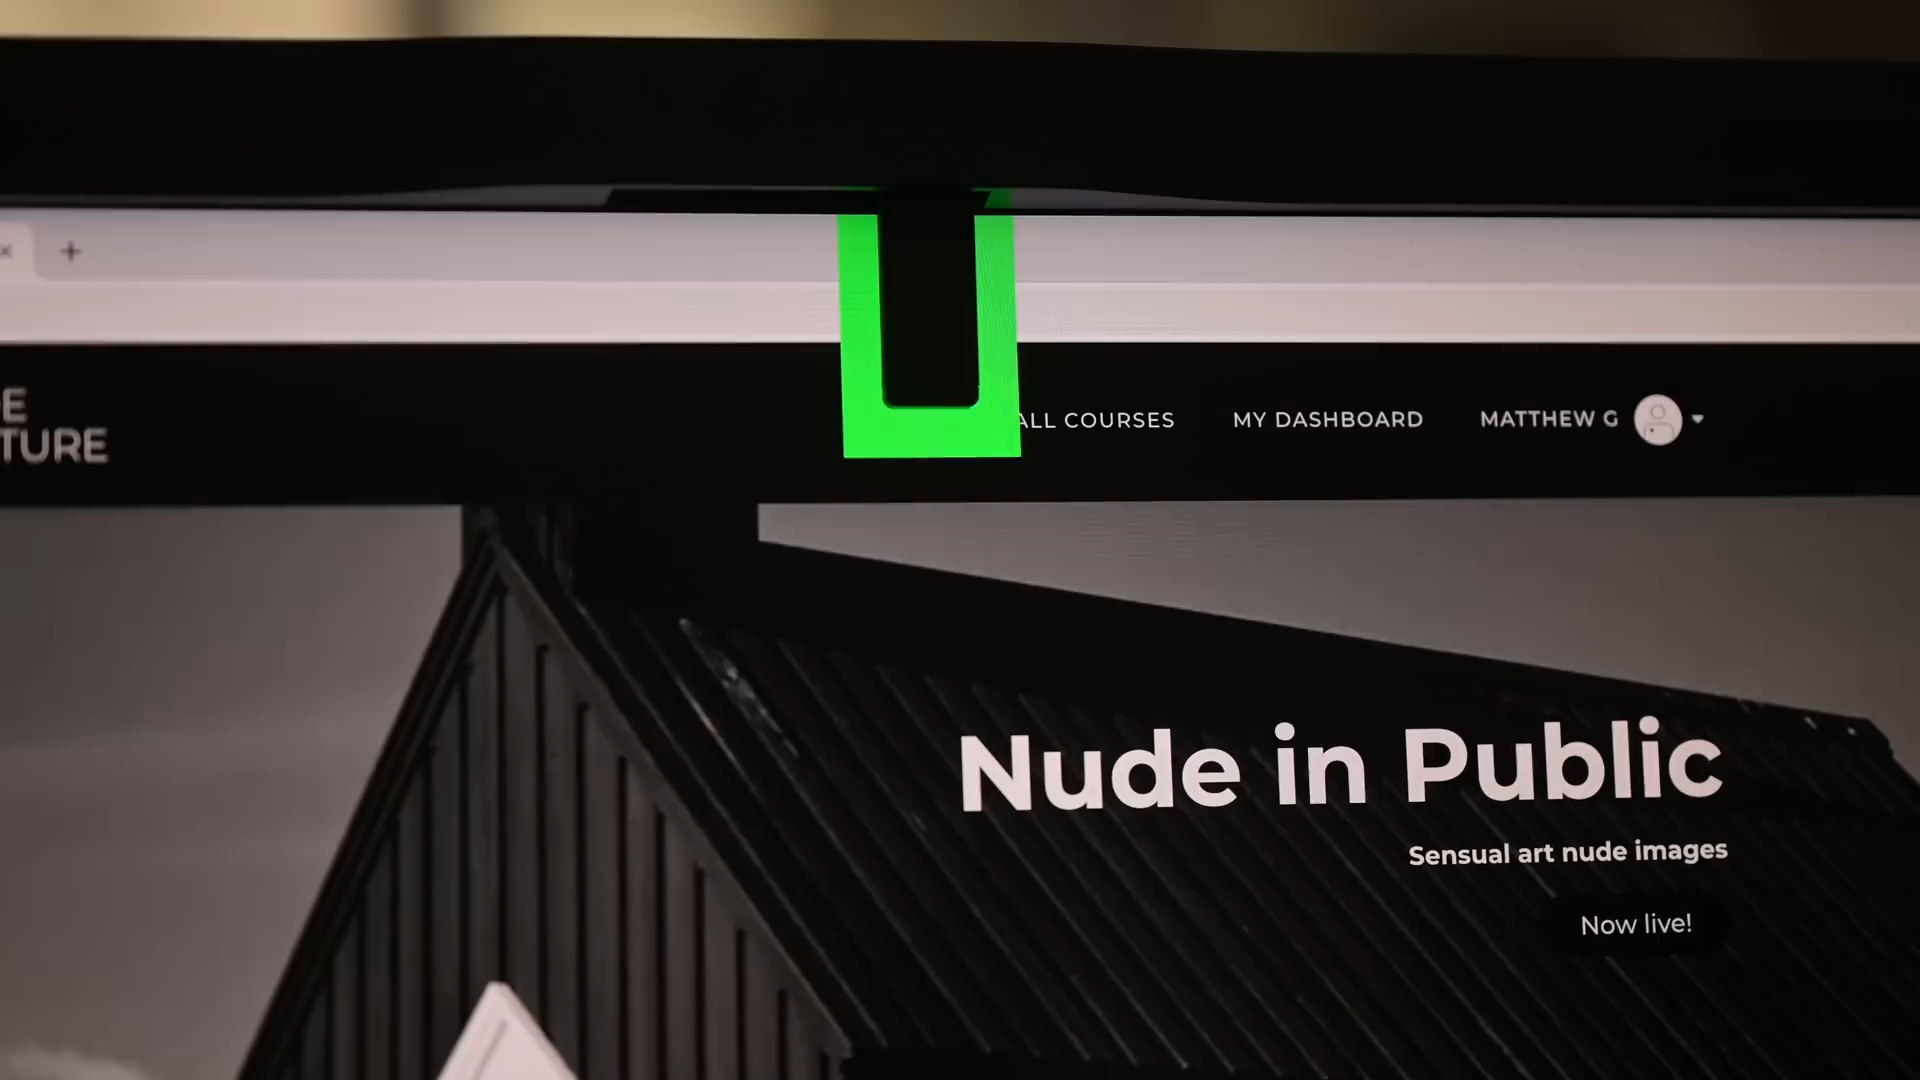 TURE
ALL COURSES
MY DASHBOARD
MATTHEW G
Nude in Public
Sensual art nude images
Now live!